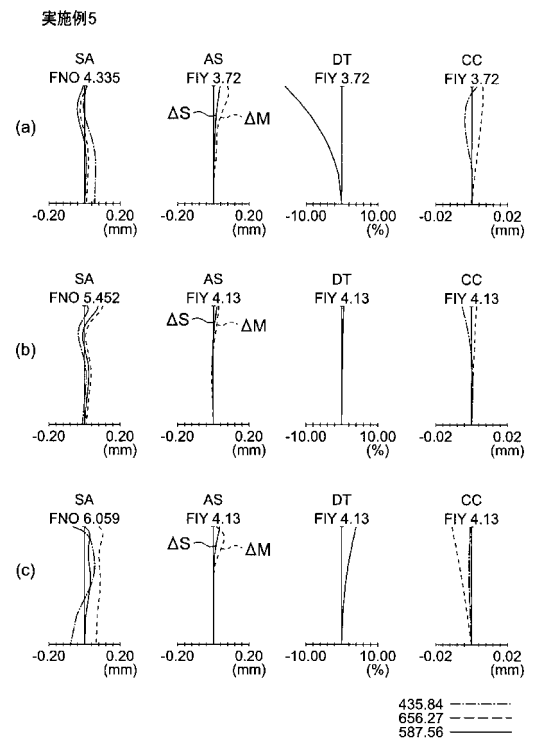 実施例5
SA AS DT CC
FNO 4.335 FIY 3.72 FIY 3.72 FIY 3.72
(a) ΔS ΔM
-0.20 0.20 -0.20 0.20 -10.00 10.00 -0.02 0.02
(mm) (mm) (%) (mm)
SA AS DT CC
FNO 5.452 FIY 4.13 FIY 4.13 FIY 4.13
(b) ΔS ΔM
-0.20 0.20 -0.20 0.20 -10.00 10.00 -0.02 0.02
(mm) (mm) (%) (mm)
SA AS DT CC
FNO 6.059 FIY 4.13 FIY 4.13 FIY 4.13
(c) ΔS ΔM
-0.20 0.20 -0.20 0.20 -10.00 10.00 -0.02 0.02
(mm) (mm) (%) (mm)
435.84
656.27
587.56